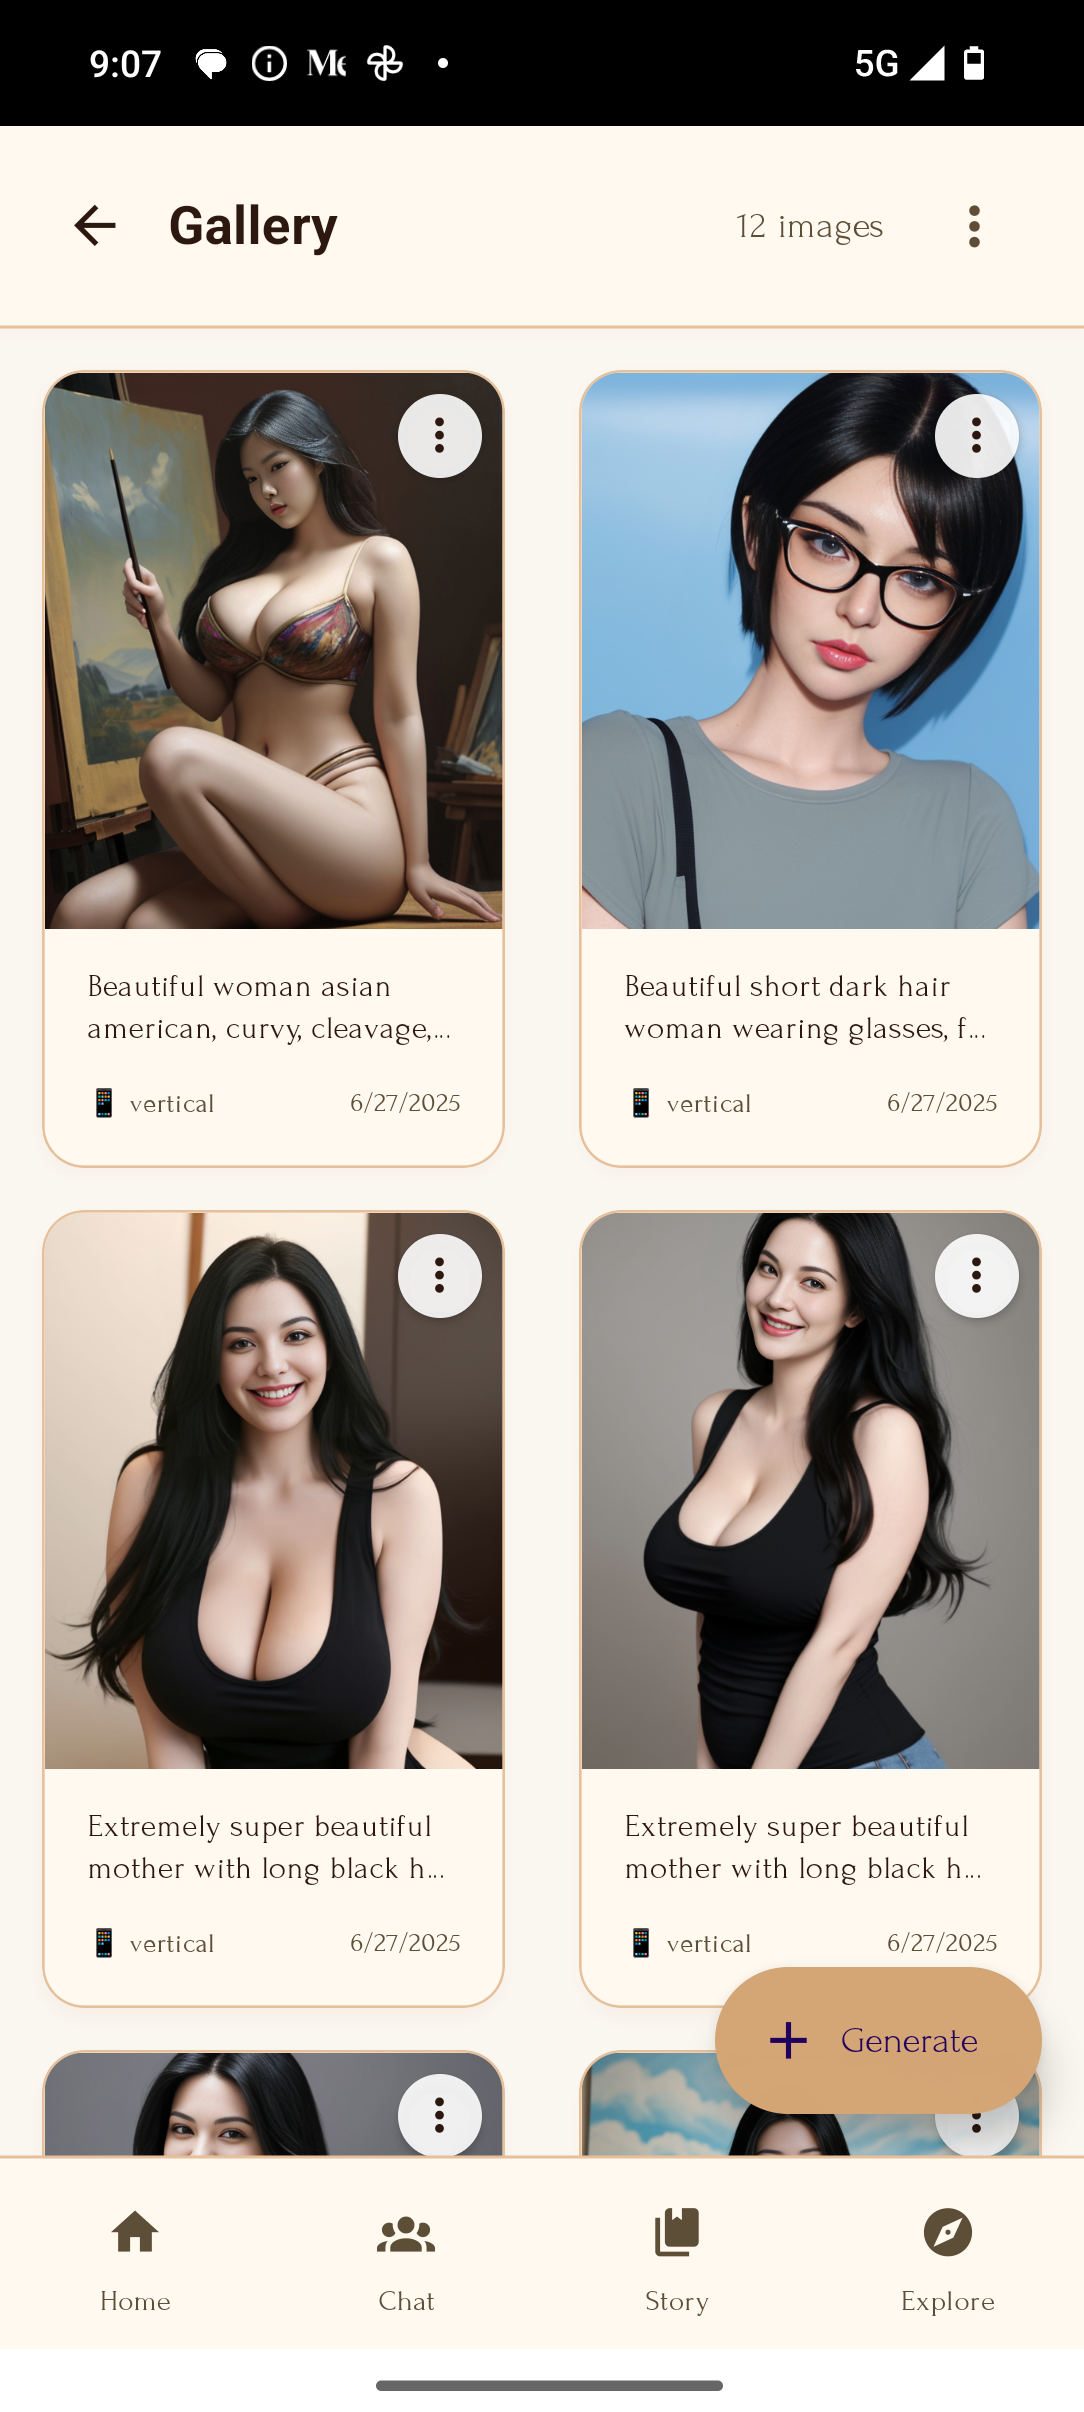 9:07
5G
Gallery
12 images
Beautiful woman asian
american, curvy, cleavage,...
vertical
6/27/2025
Beautiful short dark hair
woman wearing glasses, f...
vertical
6/27/2025
Extremely super beautiful
mother with long black h...
vertical
6/27/2025
Extremely super beautiful
mother with long black h...
vertical
6/27/2025
Generate
Home
Chat
Story
Explore